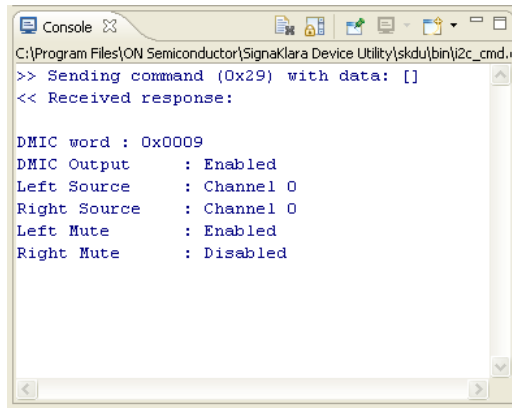 Console
C:\Program Files\ON Semiconductor\SignaKlara Device Utility\skdu\bin\i2c_cmd.
>> Sending command (0x29) with data: []
<< Received response:
DMIC word : 0x0009
DMIC Output : Enabled
Left Source : Channel 0
Right Source : Channel 0
Left Mute : Enabled
Right Mute : Disabled